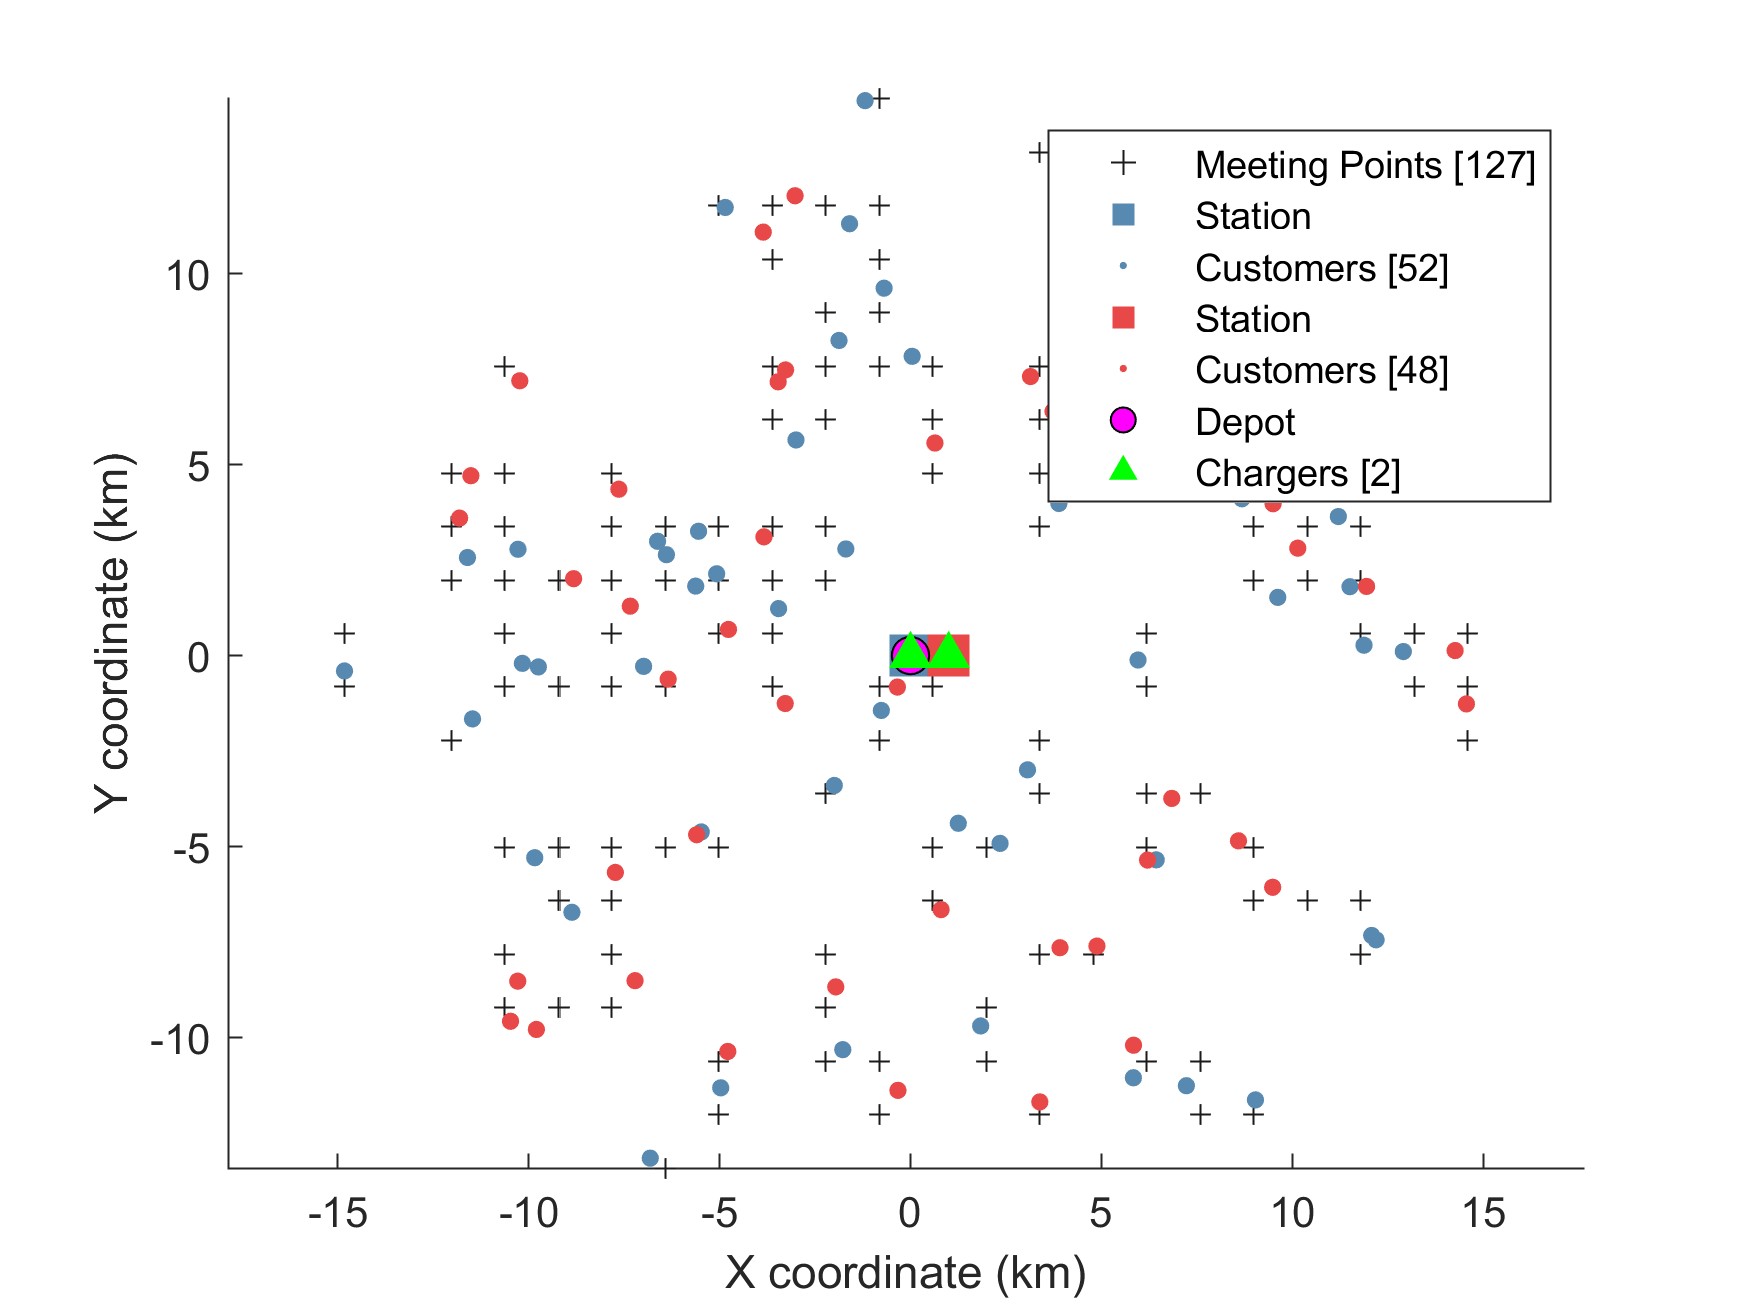 Meeting Points [127]
Station
Customers [52]
Station
Customers [48]
Depot
Chargers [2]
10
5
0
-5
-10
Y coordinate (km)
-15
-10
-5
0
5
10
15
X coordinate (km)